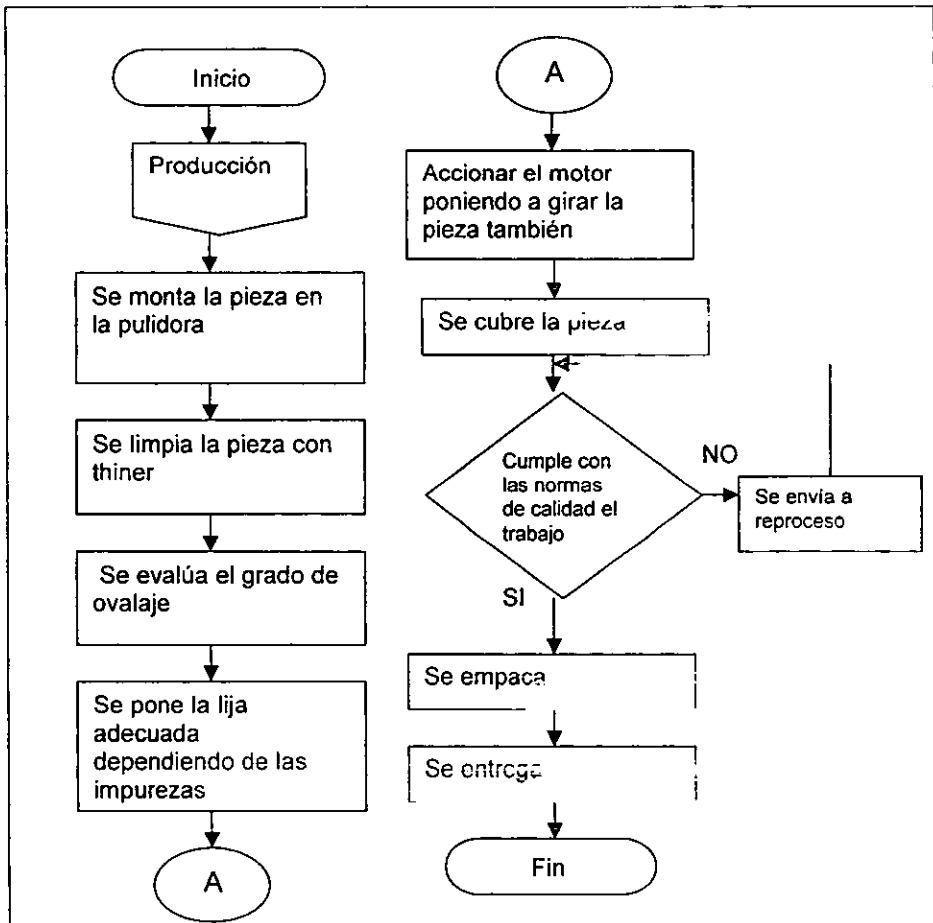 Inicio
Producción
Se monta la pieza en
la pulidora
Se limpia la pieza con
thiner
Se evalúa el grado de
ovalaje
Se pone la lija
adecuada
dependiendo de las
impurezas
A
A
Accionar el motor
poniendo a girar la
pieza también
Se cubre la pieza
Cumple con
las normas
de calidad el
trabajo
NO
Se envía a
reproceso
SI
Se empaca
Se entrega
Fin